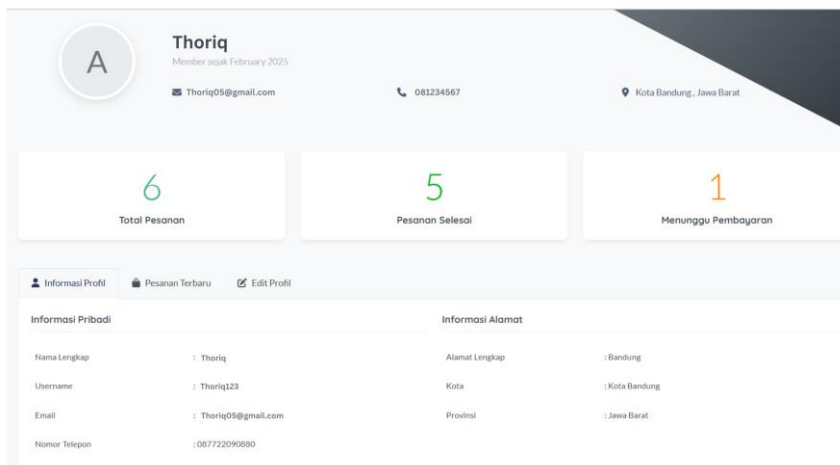 A
Thoriq
Member sejak February 2025
Thoriq05@gmail.com
081234567
Kota Bandung, Jawa Barat
6
Total Pesanan
5
Pesanan Selesai
1
Menunggu Pembayaran
Informasi Profil
Pesanan Terbaru
Edit Profil
Informasi Pribadi
Nama Lengkap : Thoriq
Username : Thoriq123
Email : Thoriq05@gmail.com
Nomor Telepon : 087722090880
Informasi Alamat
Alamat Lengkap : Bandung
Kota : Kota Bandung
Provinsi : Jawa Barat